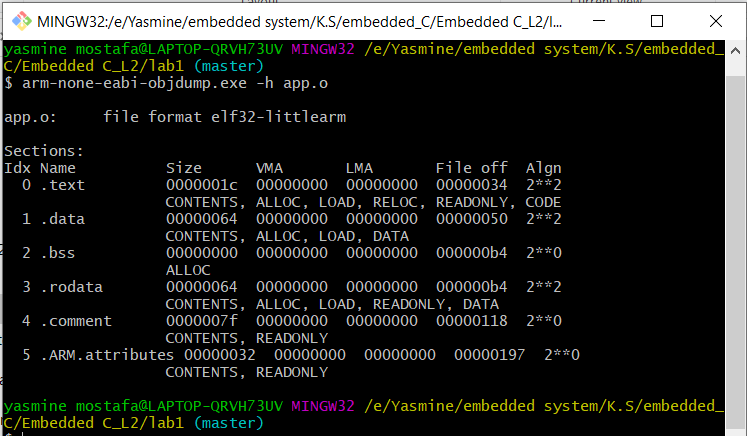 MINGW32:/e/Yasmine/embedded system/K.S/embedded_C/Embedded C_L2/l...
yasmine mostafa@LAPTOP-QRVH73UV MINGW32 /e/Yasmine/embedded system/K.S/embedded_
C/Embedded C_L2/lab1 (master)
$ arm-none-eabi-objdump.exe -h app.o
app.o:     file format elf32-littlearm
Sections:
Idx Name          Size      VMA       LMA       File off  Algn
  0 .text         0000001c  00000000  00000000  00000034  2**2
                  CONTENTS, ALLOC, LOAD, RELOC, READONLY, CODE
  1 .data         00000064  00000000  00000000  00000050  2**2
                  CONTENTS, ALLOC, LOAD, DATA
  2 .bss          00000000  00000000  00000000  000000b4  2**0
                  ALLOC
  3 .rodata       00000064  00000000  00000000  000000b4  2**2
                  CONTENTS, ALLOC, LOAD, READONLY, DATA
  4 .comment      0000007f  00000000  00000000  00000118  2**0
                  CONTENTS, READONLY
  5 .ARM.attributes 00000032  00000000  00000000  00000197  2**0
                  CONTENTS, READONLY
yasmine mostafa@LAPTOP-QRVH73UV MINGW32 /e/Yasmine/embedded system/K.S/embedded_
C/Embedded C_L2/lab1 (master)
$